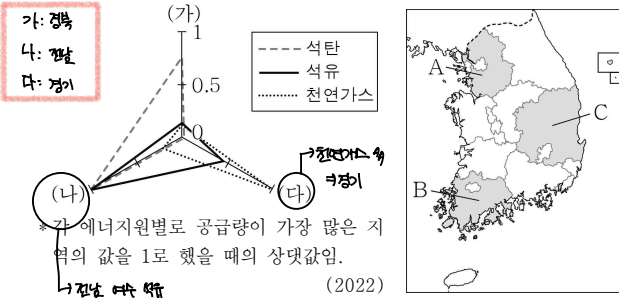 가: 경북
나: 전남
다: 경기
(가)
1
0.5
0
석탄
석유
천연가스
(나)
(다)
→천연가스 多
⇒경기
* 각 에너지원별로 공급량이 가장 많은 지
역의 값을 1로 했을 때의 상댓값임.
(2022)
↳전남 여수 석유
A
B
C